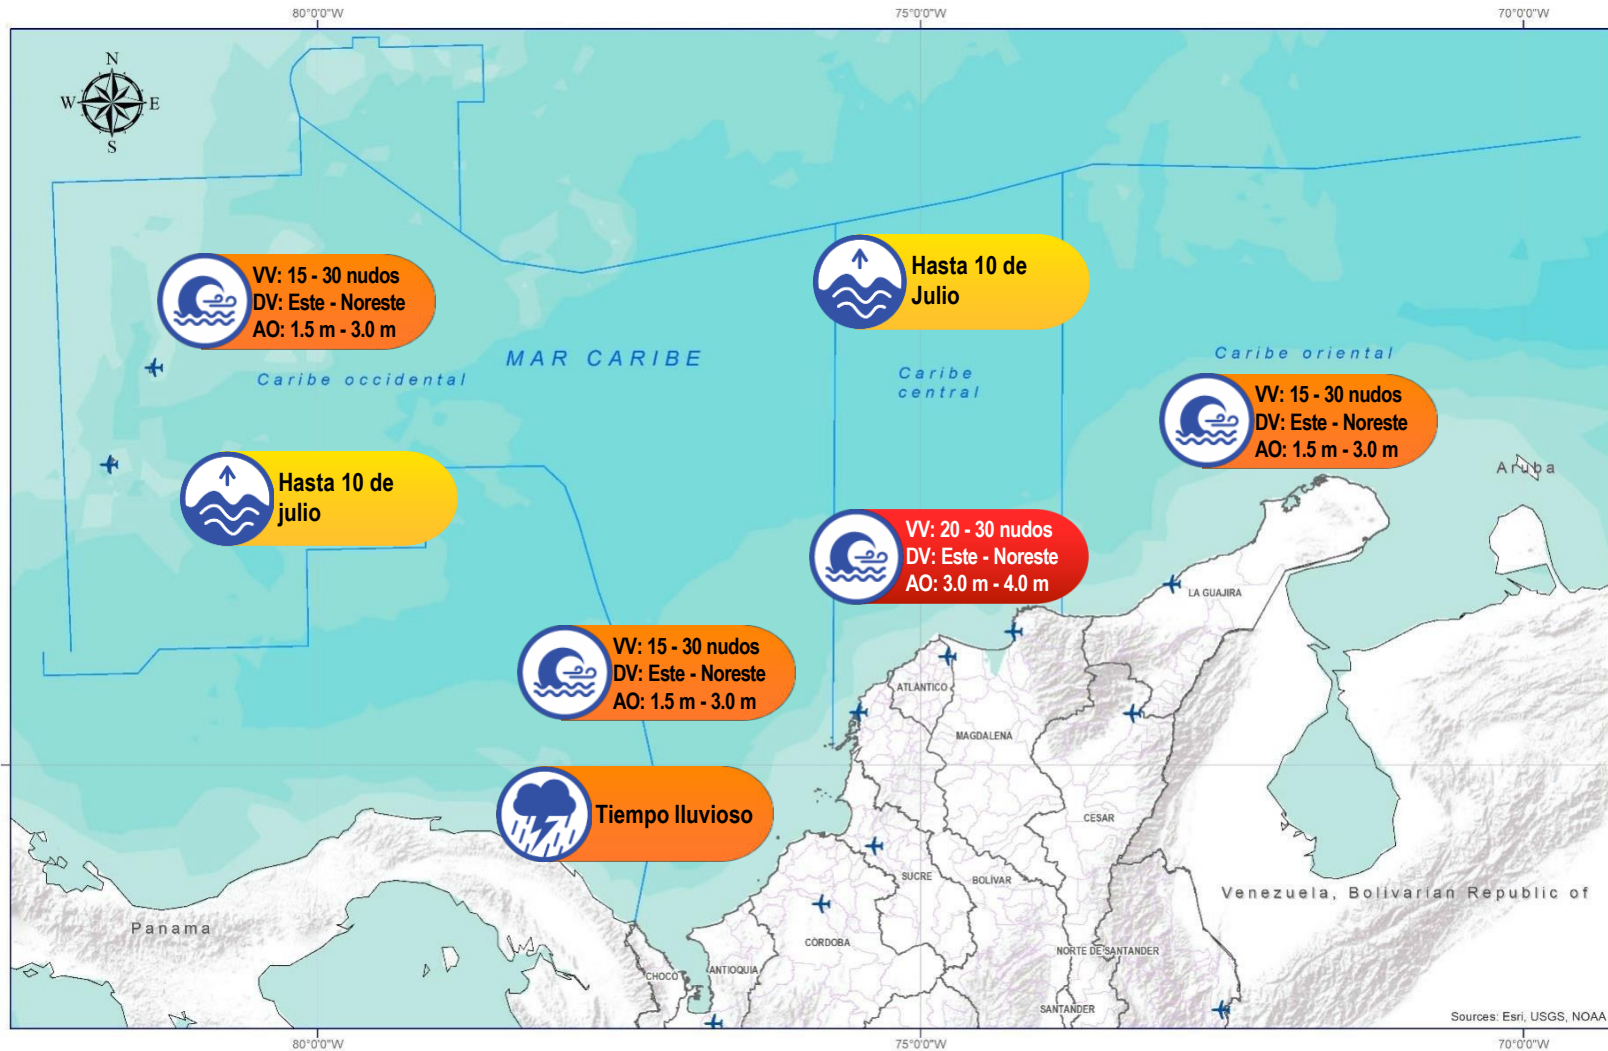 80°0'0"W
75°0'0"W
70°0'0"W
N
W
E
S
VV: 15 - 30 nudos
DV: Este - Noreste
AO: 1.5 m - 3.0 m
Hasta 10 de
Julio
MAR CARIBE
Caribe occidental
Caribe
central
Caribe oriental
VV: 15 - 30 nudos
DV: Este - Noreste
AO: 1.5 m - 3.0 m
Aruba
Hasta 10 de
julio
VV: 20 - 30 nudos
DV: Este - Noreste
AO: 3.0 m - 4.0 m
LA GUAJIRA
VV: 15 - 30 nudos
DV: Este - Noreste
AO: 1.5 m - 3.0 m
ATLÁNTICO
MAGDALENA
Tiempo lluvioso
CESAR
SUCRE
BOLÍVAR
Venezuela, Bolivarian Republic of
Panama
CÓRDOBA
NORTE DE SANTANDER
CHOCÓ
ANTIOQUIA
SANTANDER
Sources: Esri, USGS, NOAA
80°0'0"W
75°0'0"W
70°0'0"W